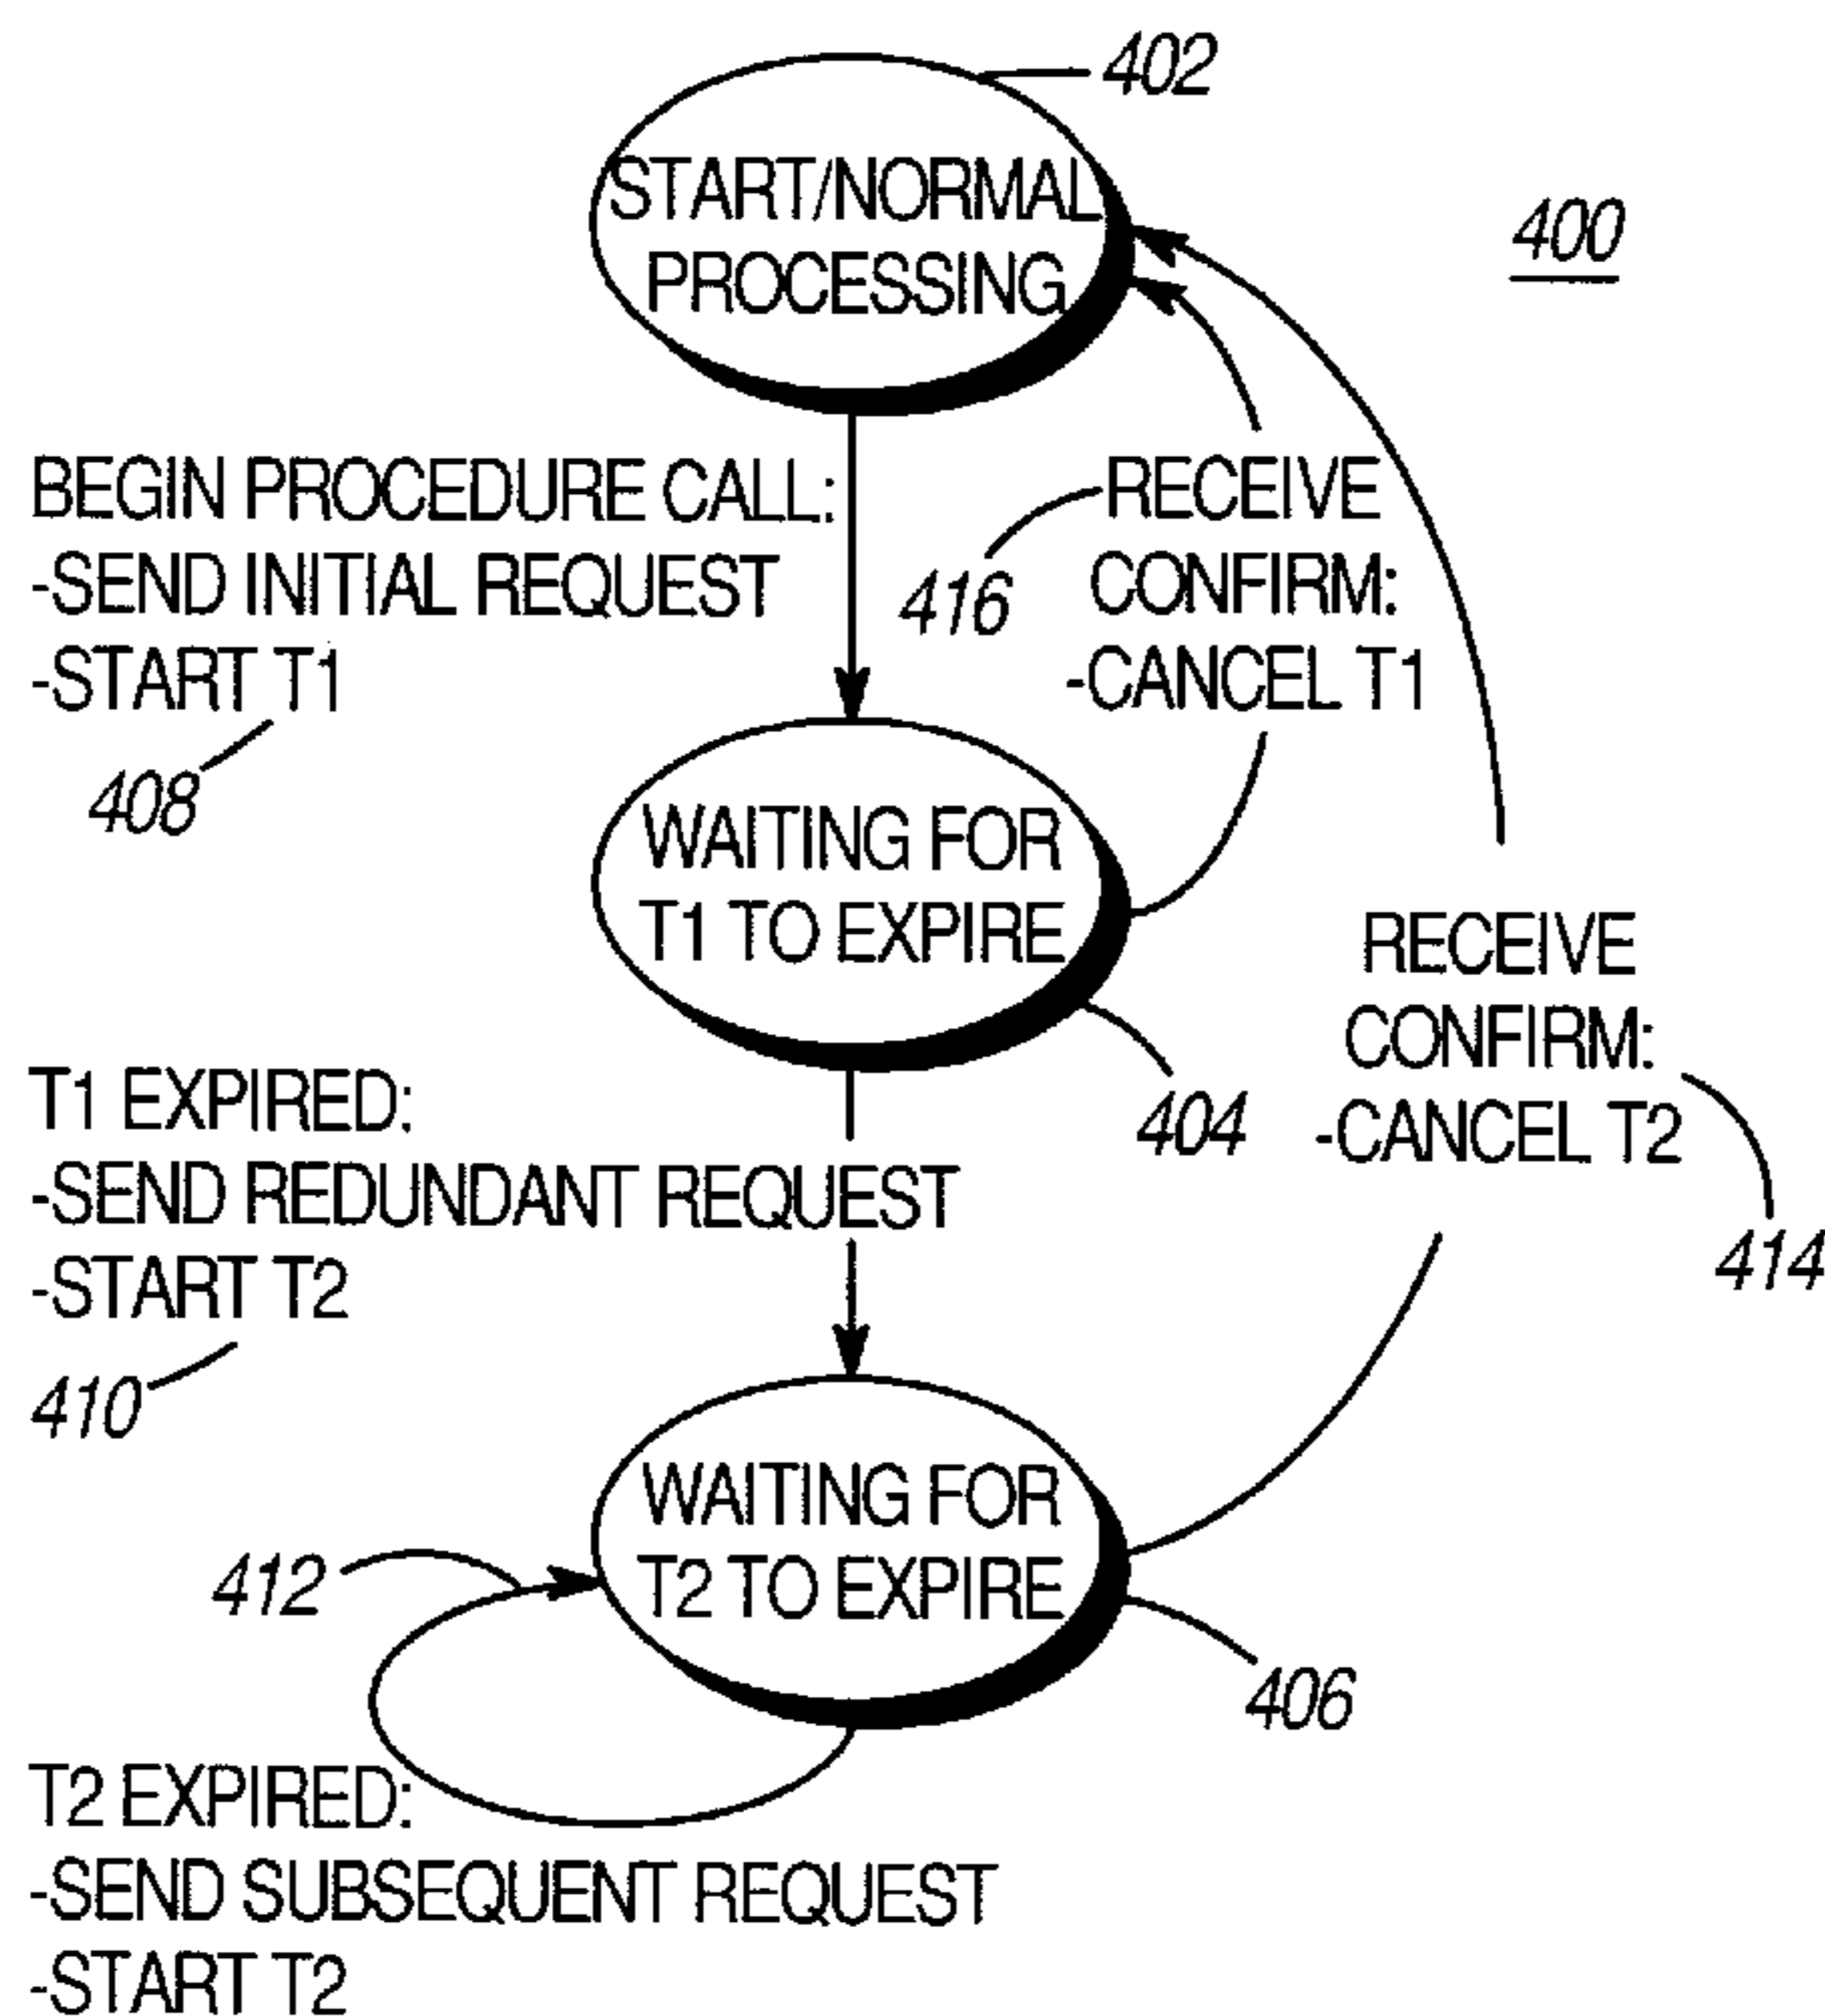 402
START/NORMAL
PROCESSING
400
BEGIN PROCEDURE CALL:
-SEND INITIAL REQUEST
-START T1
408
RECEIVE
CONFIRM:
-CANCEL T1
416
WAITING FOR
T1 TO EXPIRE
404
RECEIVE
CONFIRM:
-CANCEL T2
414
T1 EXPIRED:
-SEND REDUNDANT REQUEST
-START T2
410
WAITING FOR
T2 TO EXPIRE
412
406
T2 EXPIRED:
-SEND SUBSEQUENT REQUEST
-START T2